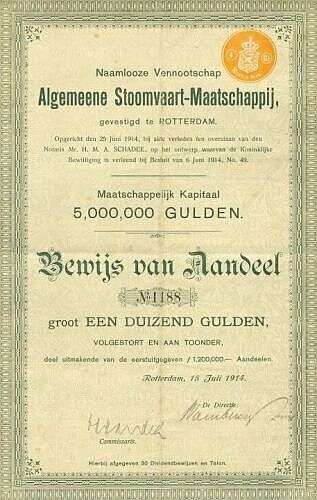 Naamlooze Vennootschap
Algemeene Stoomvaart-Maatschappij,
gevestigd te ROTTERDAM.
Opgericht den 25 Juni 1914, bij akte verleden ten overstaan van den
Notaris Mr. H. M. A. SCHADEE, op het ontwerp waarvan de Koninklijke
Bewilliging is verleend bij Besluit van 6 Juni 1914, No. 49.
Maatschappelijk Kapitaal
5,000,000 GULDEN.
Bewijs van Aandeel
No 1188
groot EEN DUIZEND GULDEN,
VOLGESTORT EN AAN TOONDER,
deel uitmakende van de eerstuitgegeven f 1,200,000.— Aandeelen.
Rotterdam, 15 Juli 1914.
De Directie,
Commissaris.
Hierbij afgegeven 30 Dividendbewijzen en Talon.